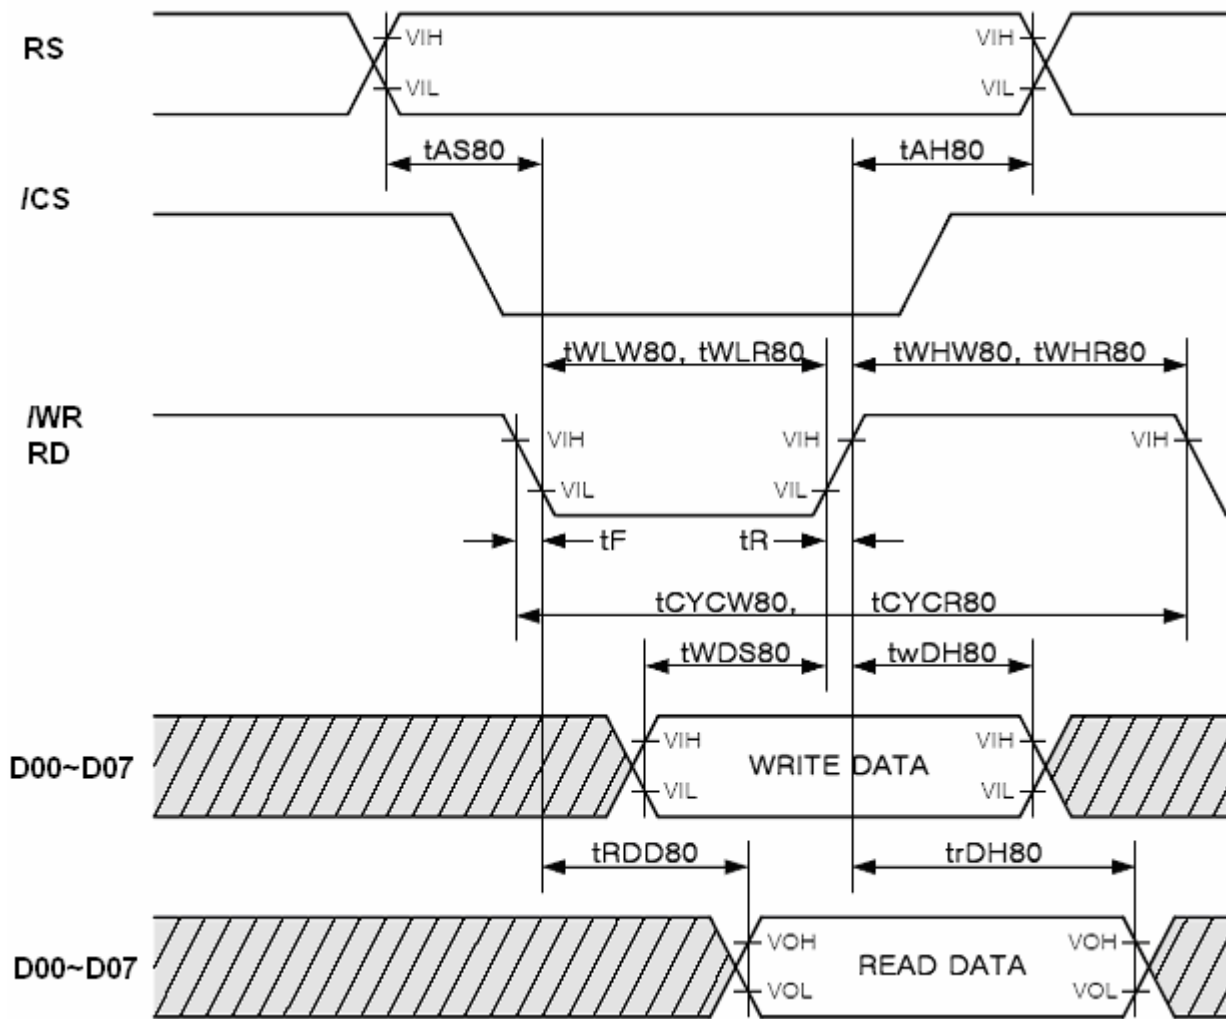 RS
VIH VIH
VIL VIL
tAS80 tAH80
/CS
tWLW80, tWLR80 tWHW80, tWHR80
/WR
RD
VIH VIH VIH
VIL VIL
tF tR
tCYCW80, tCYCR80
tWDS80 twDH80
D00~D07
VIH WRITE DATA VIH
VIL VIL
tRDD80 trDH80
D00~D07
VOH READ DATA VOH
VOL VOL